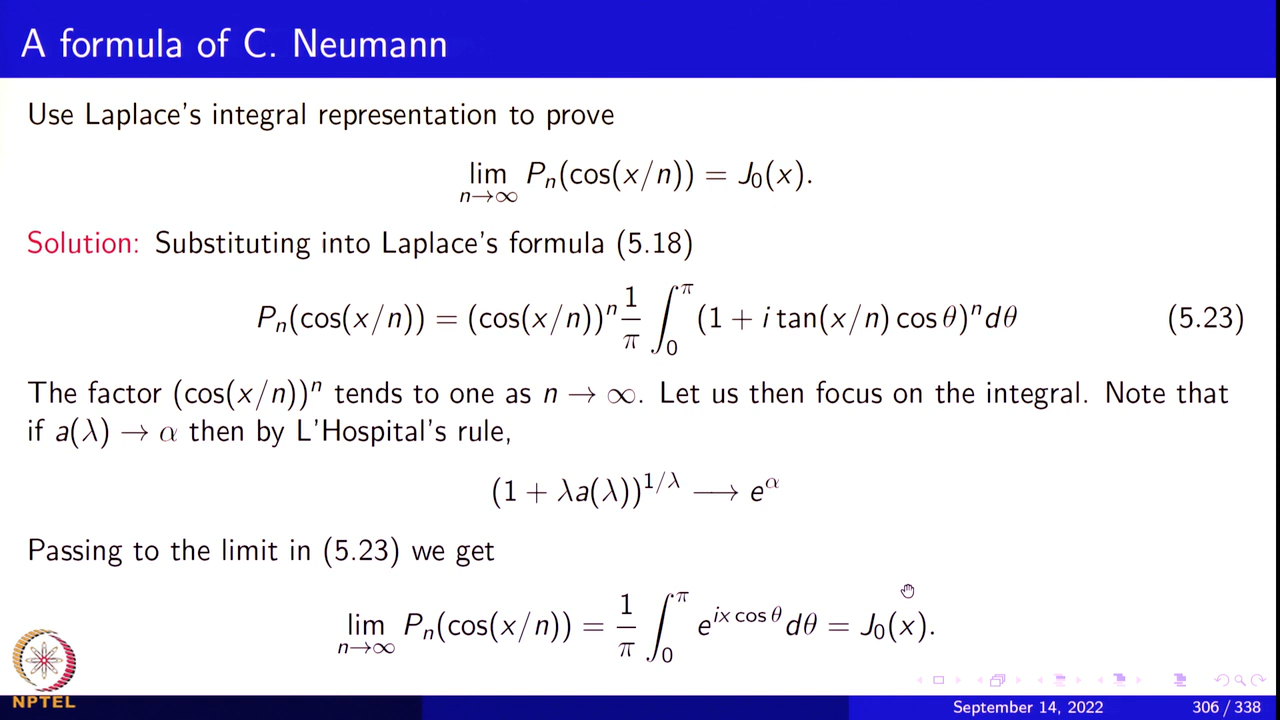 A formula of C. Neumann
Use Laplace's integral representation to prove
lim_{n→∞} P_n(cos(x/n)) = J_0(x).
Solution: Substituting into Laplace's formula (5.18)
P_n(cos(x/n)) = (cos(x/n))^n \frac{1}{π} ∫_0^π (1 + i tan(x/n) cos θ)^n dθ (5.23)
The factor (cos(x/n))^n tends to one as n → ∞. Let us then focus on the integral. Note that
if a(λ) → α then by L'Hospital's rule,
(1 + λa(λ))^{1/λ} ⟶ e^α
Passing to the limit in (5.23) we get
lim_{n→∞} P_n(cos(x/n)) = \frac{1}{π} ∫_0^π e^{ix cos θ} dθ = J_0(x).
NPTEL
September 14, 2022 306 / 338